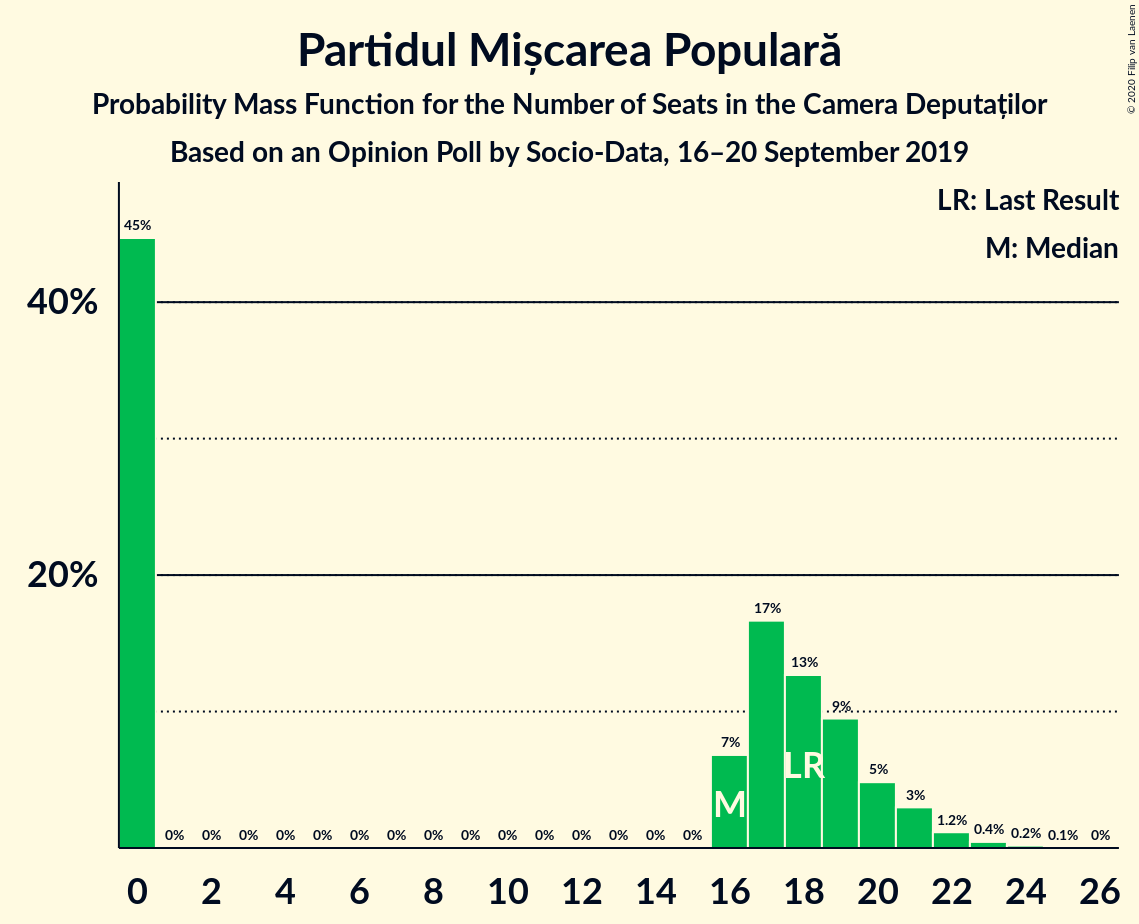 Partidul Mișcarea Populară
Probability Mass Function for the Number of Seats in the Camera Deputaților
Based on an Opinion Poll by Socio-Data, 16–20 September 2019
© 2020 Filip van Laenen
LR: Last Result
M: Median
40%
20%
45%
0% 0% 0% 0% 0% 0% 0% 0% 0% 0% 0% 0% 0% 0% 0% 7% 17% 13% 9% 5% 3% 1.2% 0.4% 0.2% 0.1% 0%
M
LR
0 2 4 6 8 10 12 14 16 18 20 22 24 26